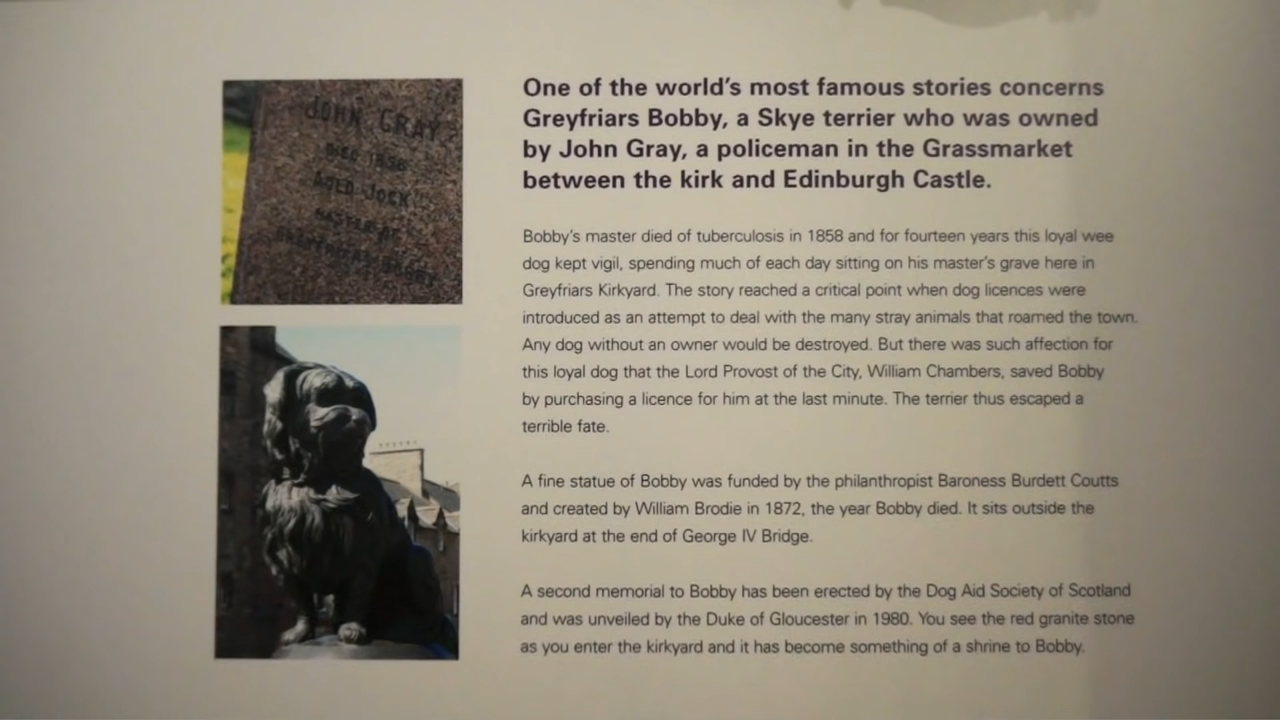 JOHN GRAY
DIED 1858
AULD JOCK
MASTER OF
GREYFRIARS BOBBY
One of the world's most famous stories concerns
Greyfriars Bobby, a Skye terrier who was owned
by John Gray, a policeman in the Grassmarket
between the kirk and Edinburgh Castle.
Bobby's master died of tuberculosis in 1858 and for fourteen years this loyal wee
dog kept vigil, spending much of each day sitting on his master's grave here in
Greyfriars Kirkyard. The story reached a critical point when dog licences were
introduced as an attempt to deal with the many stray animals that roamed the town.
Any dog without an owner would be destroyed. But there was such affection for
this loyal dog that the Lord Provost of the City, William Chambers, saved Bobby
by purchasing a licence for him at the last minute. The terrier thus escaped a
terrible fate.
A fine statue of Bobby was funded by the philanthropist Baroness Burdett Coutts
and created by William Brodie in 1872, the year Bobby died. It sits outside the
kirkyard at the end of George IV Bridge.
A second memorial to Bobby has been erected by the Dog Aid Society of Scotland
and was unveiled by the Duke of Gloucester in 1980. You see the red granite stone
as you enter the kirkyard and it has become something of a shrine to Bobby.